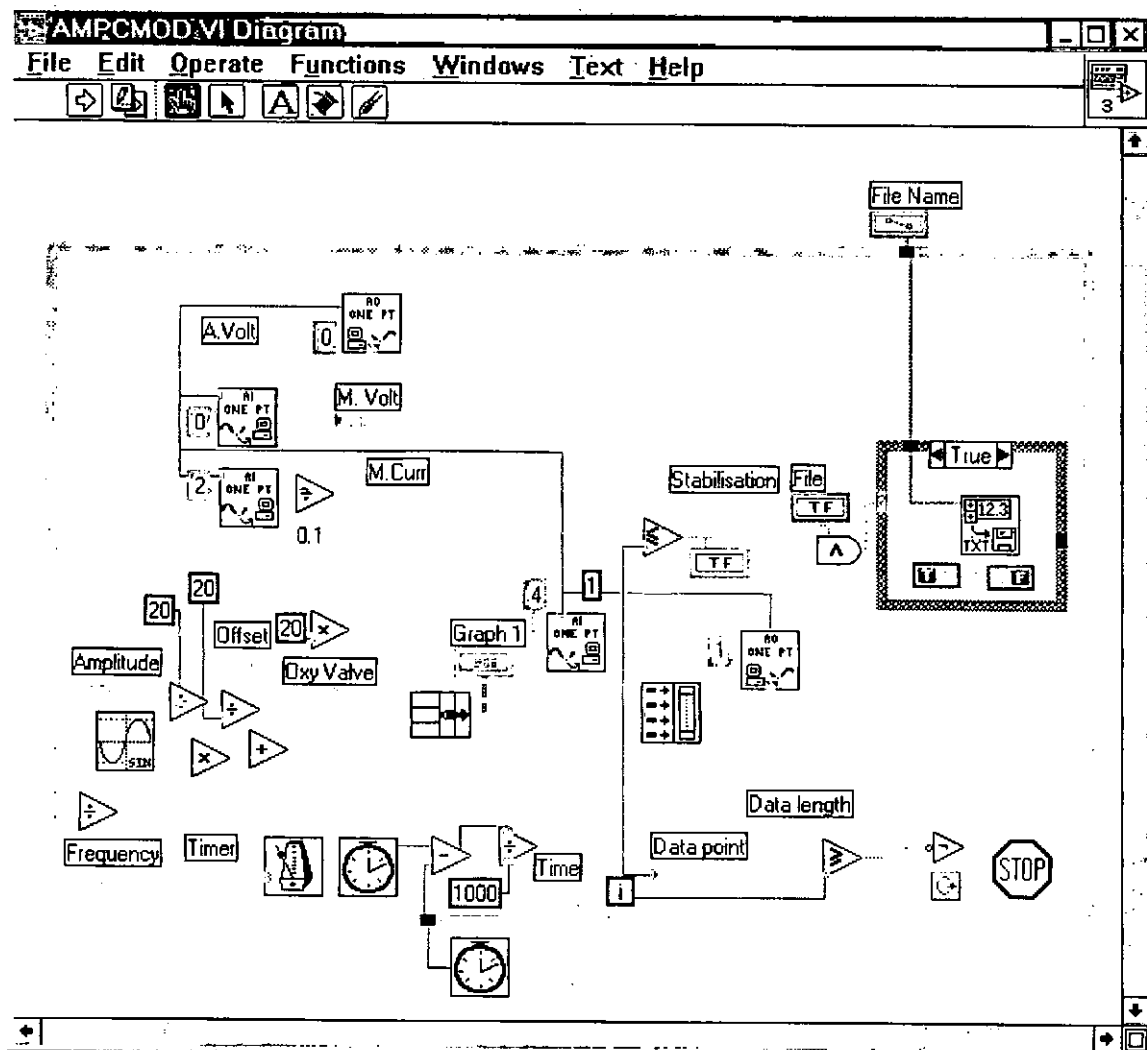 AMPCMOD.VI Diagram
File Edit Operate Functions Windows Text Help
A
3
File Name
AO
ONE PT
A.Volt
0
AI
ONE PT
M. Volt
0
True
M.Curr
AI
ONE PT
2
Stabilisation
File
TF
12.3
0.1
TXT
TF
T
F
20
4
1
20
Offset
20
Graph 1
AI
ONE PT
AO
ONE PT
1
Amplitude
Oxy Valve
SIN
Data length
Frequency
Timer
Data point
Time
STOP
1000
i